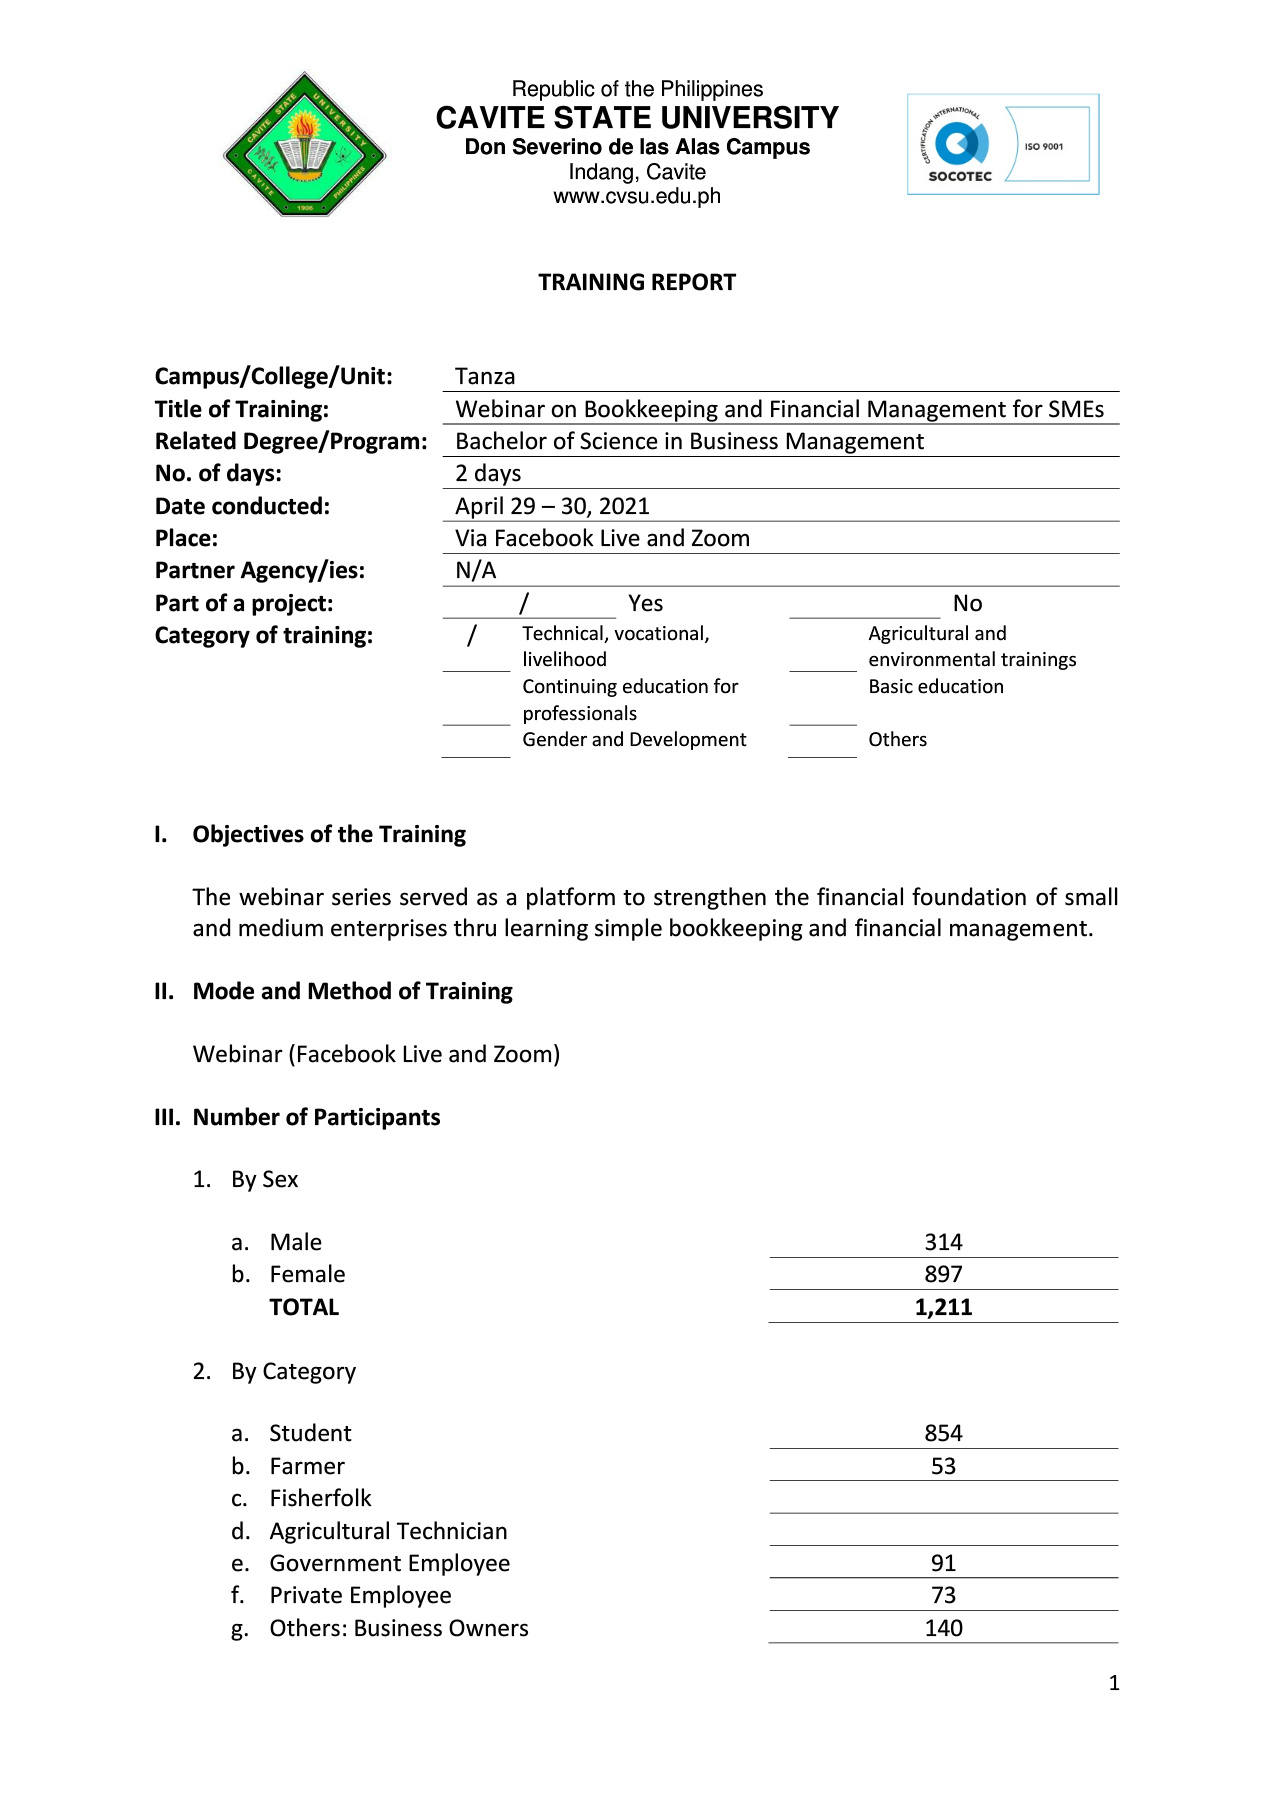 Republic of the Philippines
CAVITE STATE UNIVERSITY
Don Severino de las Alas Campus
Indang, Cavite
www.cvsu.edu.ph
CAVITE STATE UNIVERSITY
CAVITE PHILIPPINES
1906
CERTIFICATION INTERNATIONAL
SOCOTEC
ISO 9001
TRAINING REPORT
Campus/College/Unit: Tanza
Title of Training: Webinar on Bookkeeping and Financial Management for SMEs
Related Degree/Program: Bachelor of Science in Business Management
No. of days: 2 days
Date conducted: April 29 – 30, 2021
Place: Via Facebook Live and Zoom
Partner Agency/ies: N/A
Part of a project: / Yes No
Category of training: / Technical, vocational, Agricultural and
livelihood environmental trainings
Continuing education for Basic education
professionals
Gender and Development Others
I. Objectives of the Training
The webinar series served as a platform to strengthen the financial foundation of small
and medium enterprises thru learning simple bookkeeping and financial management.
II. Mode and Method of Training
Webinar (Facebook Live and Zoom)
III. Number of Participants
1. By Sex
a. Male 314
b. Female 897
TOTAL 1,211
2. By Category
a. Student 854
b. Farmer 53
c. Fisherfolk
d. Agricultural Technician
e. Government Employee 91
f. Private Employee 73
g. Others: Business Owners 140
1